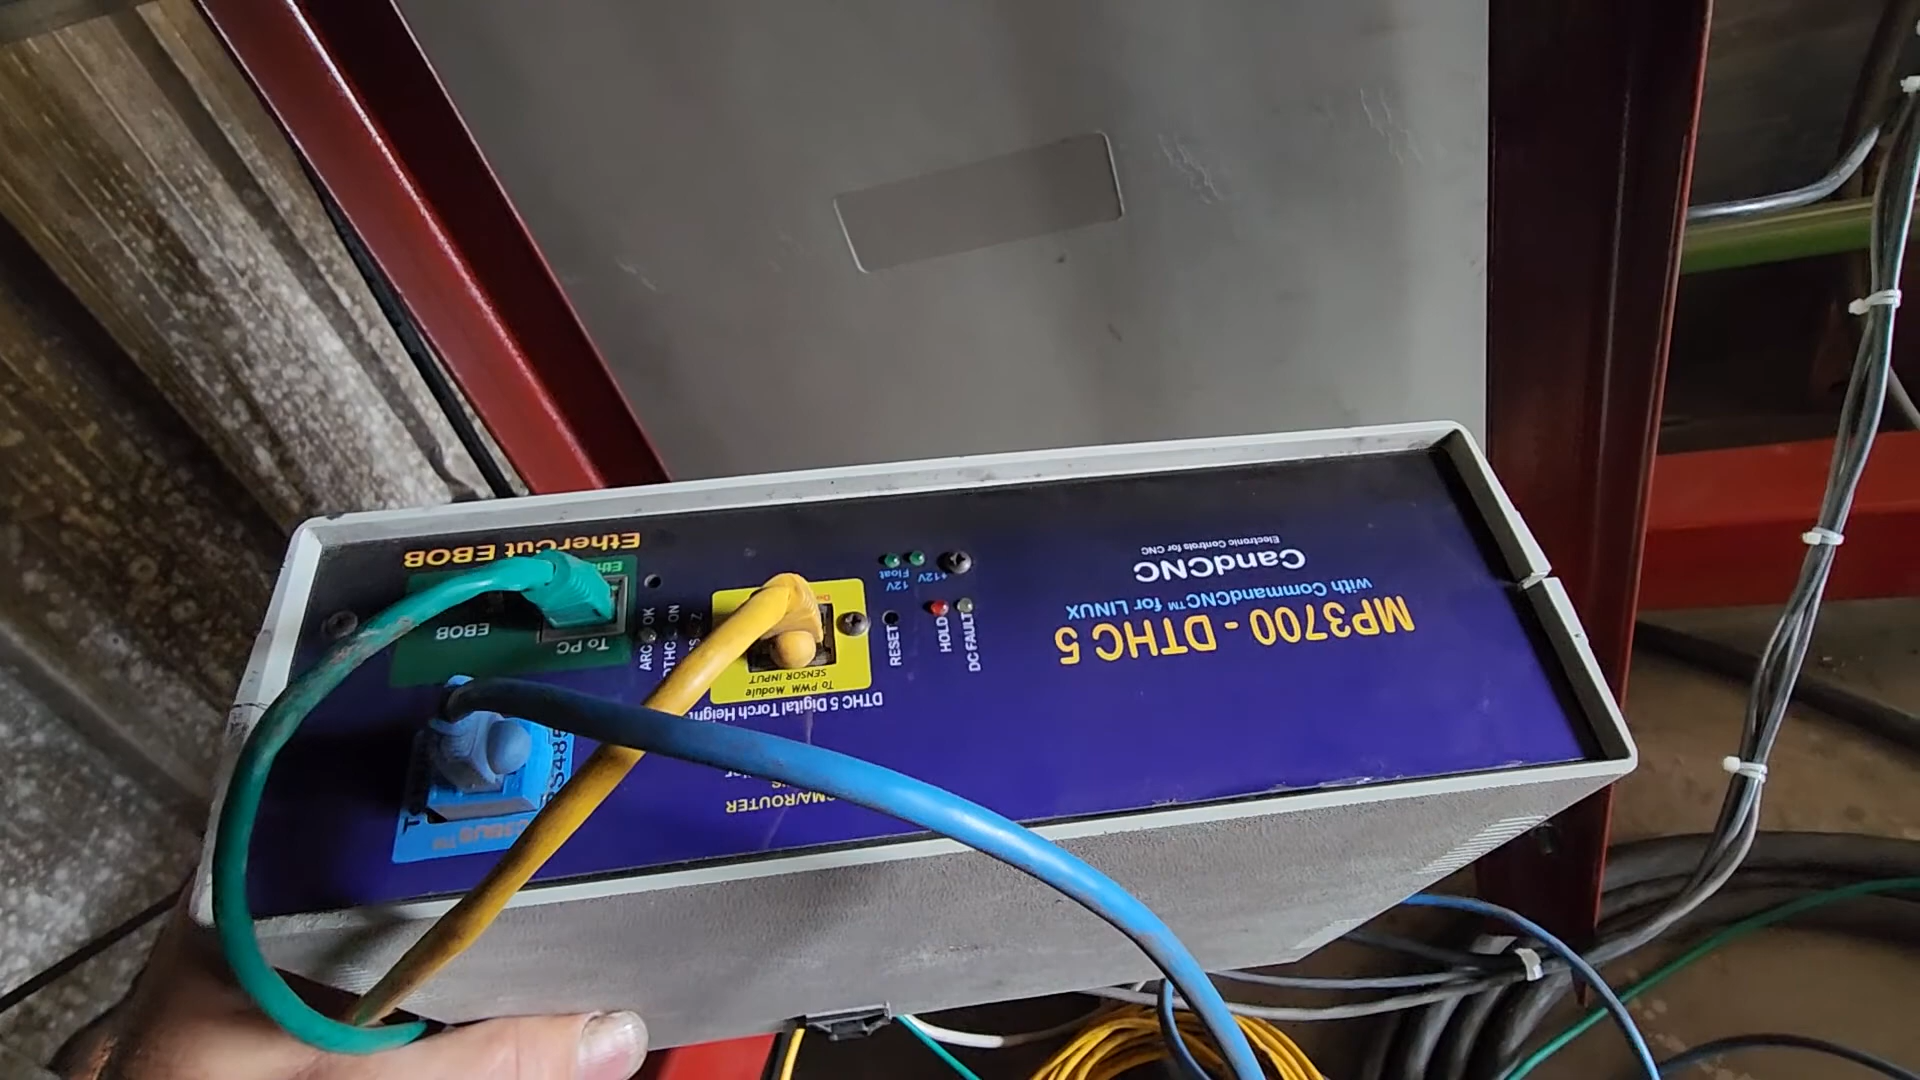 MP3700 - DTHC 5
with CommandCNC™ for LINUX
CandCNC
Electronic Controls for CNC
DC FAULT
HOLD
RESET
+12V
12V
Float
DTHC 5 Digital Torch Height
To PWM Module
SENSOR INPUT
ARC OK
ON
Z
To PC
EBOB
EtherCut EBOB
RS485